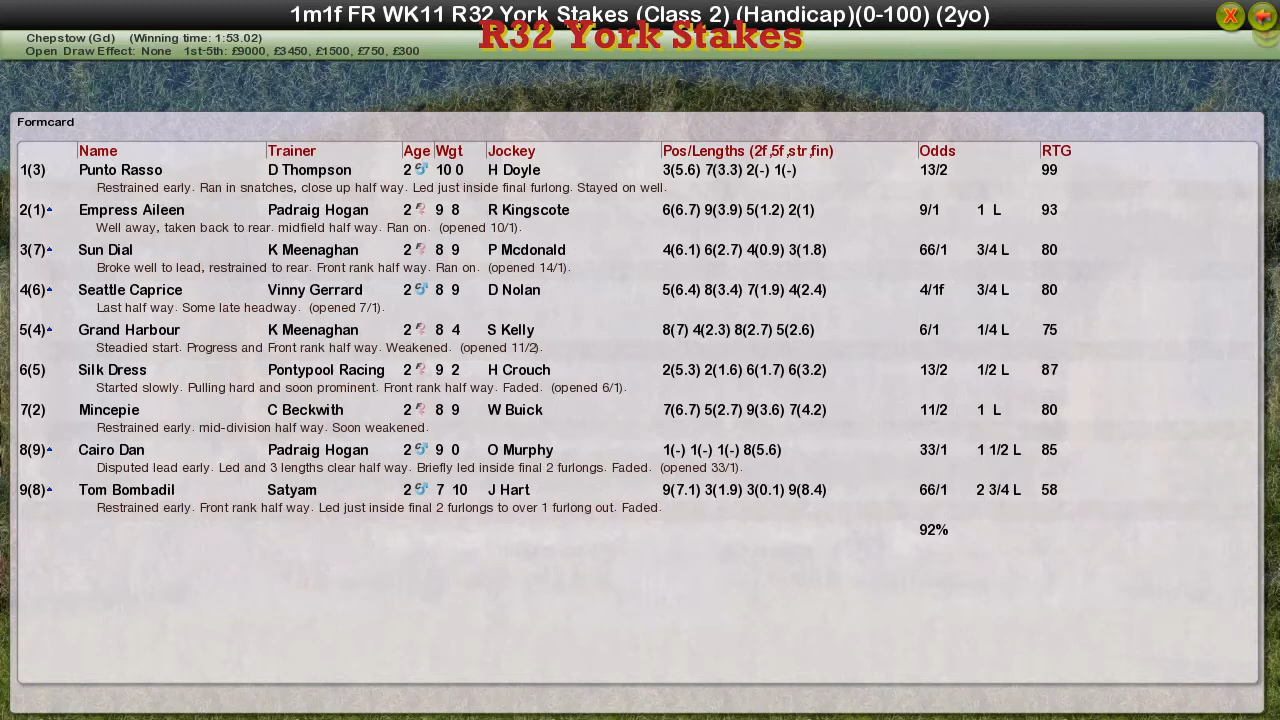 1m1f FR WK11 R32 York Stakes (Class 2) (Handicap)(0-100) (2yo)
R32 York Stakes
Chepstow (Gd) (Winning time: 1:53.02)
Open Draw Effect: None 1st-5th: £9000, £3450, £1500, £750, £300
Formcard
Name Trainer Age Wgt Jockey Pos/Lengths (2f,5f,str,fin) Odds RTG
1(3) Punto Rasso D Thompson 2 10 0 H Doyle 3(5.6) 7(3.3) 2(-) 1(-) 13/2 99
Restrained early. Ran in snatches, close up half way. Led just inside final furlong. Stayed on well.
2(1) Empress Aileen Padraig Hogan 2 9 8 R Kingscote 6(6.7) 9(3.9) 5(1.2) 2(1) 9/1 1 L 93
Well away, taken back to rear. midfield half way. Ran on. (opened 10/1).
3(7) Sun Dial K Meenaghan 2 8 9 P Mcdonald 4(6.1) 6(2.7) 4(0.9) 3(1.8) 66/1 3/4 L 80
Broke well to lead, restrained to rear. Front rank half way. Ran on. (opened 14/1).
4(6) Seattle Caprice Vinny Gerrard 2 8 9 D Nolan 5(6.4) 8(3.4) 7(1.9) 4(2.4) 4/1f 3/4 L 80
Last half way. Some late headway. (opened 7/1).
5(4) Grand Harbour K Meenaghan 2 8 4 S Kelly 8(7) 4(2.3) 8(2.7) 5(2.6) 6/1 1/4 L 75
Steadied start. Progress and Front rank half way. Weakened. (opened 11/2).
6(5) Silk Dress Pontypool Racing 2 9 2 H Crouch 2(5.3) 2(1.6) 6(1.7) 6(3.2) 13/2 1/2 L 87
Started slowly. Pulling hard and soon prominent. Front rank half way. Faded. (opened 6/1).
7(2) Mincepie C Beckwith 2 8 9 W Buick 7(6.7) 5(2.7) 9(3.6) 7(4.2) 11/2 1 L 80
Restrained early. mid-division half way. Soon weakened.
8(9) Cairo Dan Padraig Hogan 2 9 0 O Murphy 1(-) 1(-) 1(-) 8(5.6) 33/1 1 1/2 L 85
Disputed lead early. Led and 3 lengths clear half way. Briefly led inside final 2 furlongs. Faded. (opened 33/1).
9(8) Tom Bombadil Satyam 2 7 10 J Hart 9(7.1) 3(1.9) 3(0.1) 9(8.4) 66/1 2 3/4 L 58
Restrained early. Front rank half way. Led just inside final 2 furlongs to over 1 furlong out. Faded.
92%